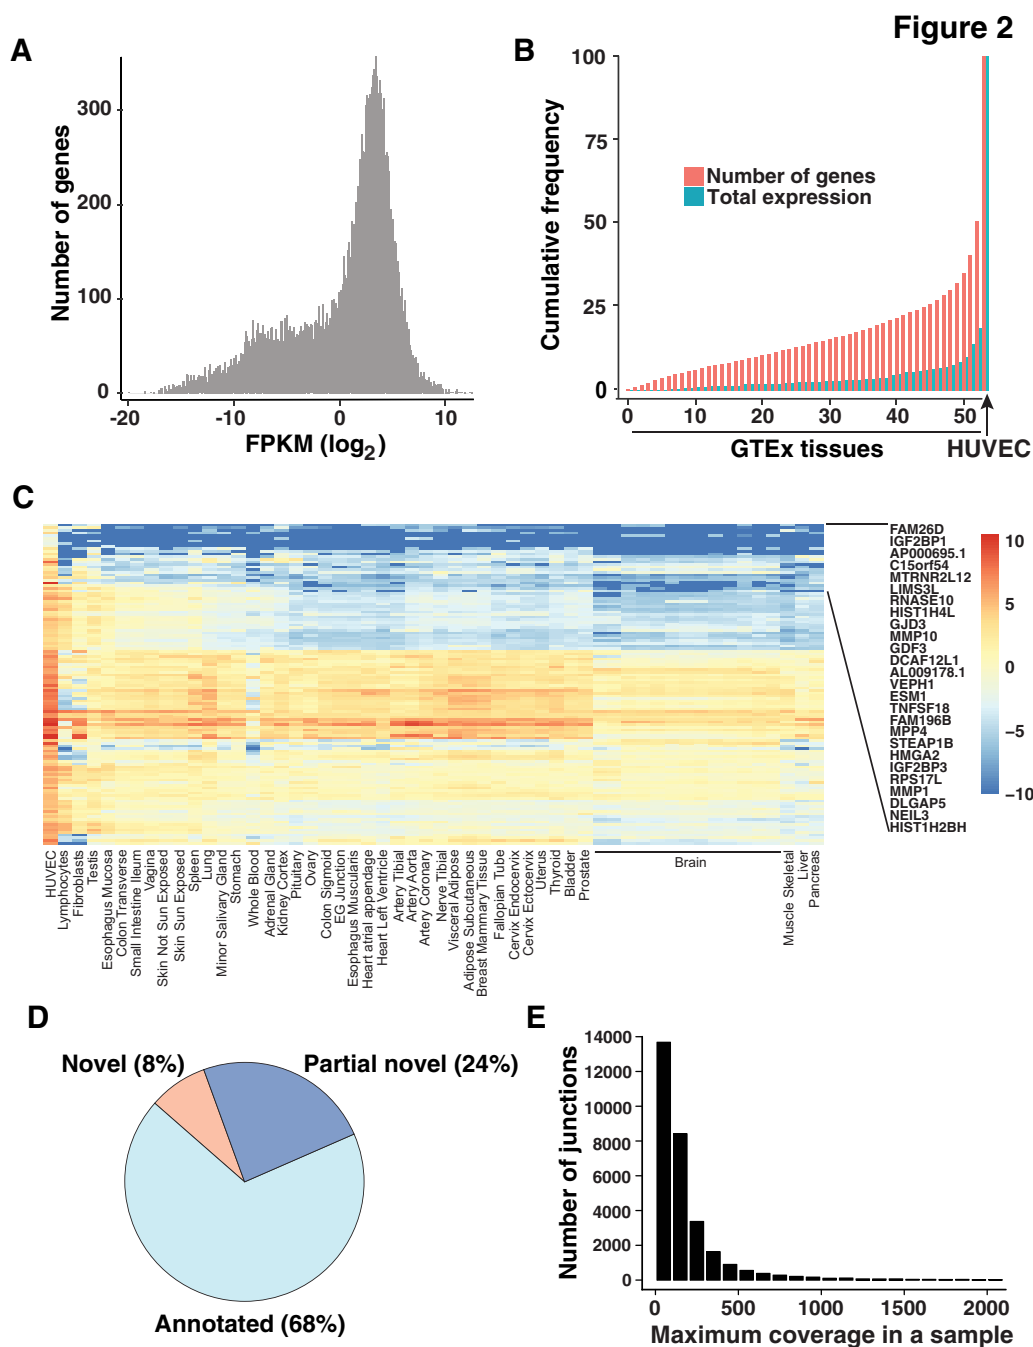 Figure 2
A
Number of genes
300
200
100
0
-20
-10
0
10
FPKM (log2)
B
Cumulative frequency
100
75
50
25
0
Number of genes
Total expression
0
10
20
30
40
50
GTEx tissues
HUVEC
C
FAM26D
IGF2BP1
AP000695.1
C15orf54
MTRNR2L12
LIMS3L
RNASE10
HIST1H4L
GJD3
MMP10
GDF3
DCAF12L1
AL009178.1
VEPH1
ESM1
TNFSF18
FAM196B
MPP4
STEAP1B
HMGA2
IGF2BP3
RPS17L
MMP1
DLGAP5
NEIL3
HIST1H2BH
10
5
0
−5
−10
HUVEC
Lymphocytes
Fibroblasts
Testis
Esophagus Mucosa
Colon Transverse
Small Intestine Ileum
Vagina
Skin Not Sun Exposed
Skin Sun Exposed
Spleen
Lung
Minor Salivary Gland
Stomach
Whole Blood
Adrenal Gland
Kidney Cortex
Pituitary
Ovary
Colon Sigmoid
EG Junction
Esophagus Muscularis
Heart atrial appendage
Heart Left Ventricle
Artery Tibial
Artery Aorta
Artery Coronary
Nerve Tibial
Visceral Adipose
Adipose Subcutaneous
Breast Mammary Tissue
Fallopian Tube
Cervix Endocervix
Cervix Ectocervix
Uterus
Thyroid
Bladder
Prostate
Brain
Muscle Skeletal
Liver
Pancreas
D
Novel (8%)
Partial novel (24%)
Annotated (68%)
E
Number of junctions
14000
12000
10000
8000
6000
4000
2000
0
0
500
1000
1500
2000
Maximum coverage in a sample